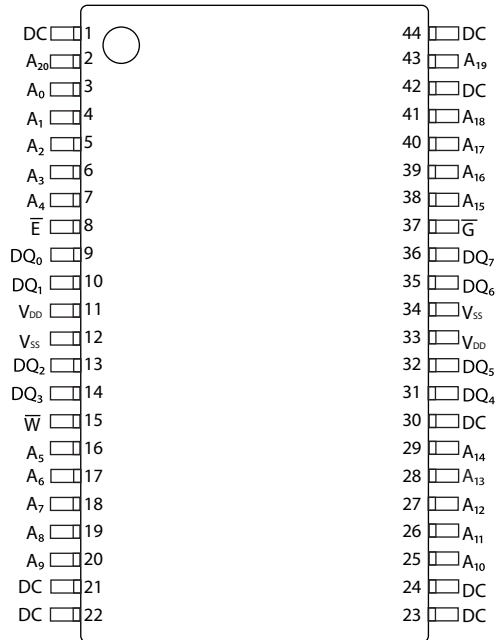 DC 1 44 DC
A₂₀ 2 43 A₁₉
A₀ 3 42 DC
A₁ 4 41 A₁₈
A₂ 5 40 A₁₇
A₃ 6 39 A₁₆
A₄ 7 38 A₁₅
E̅ 8 37 G̅
DQ₀ 9 36 DQ₇
DQ₁ 10 35 DQ₆
V_DD 11 34 V_SS
V_SS 12 33 V_DD
DQ₂ 13 32 DQ₅
DQ₃ 14 31 DQ₄
W̅ 15 30 DC
A₅ 16 29 A₁₄
A₆ 17 28 A₁₃
A₇ 18 27 A₁₂
A₈ 19 26 A₁₁
A₉ 20 25 A₁₀
DC 21 24 DC
DC 22 23 DC